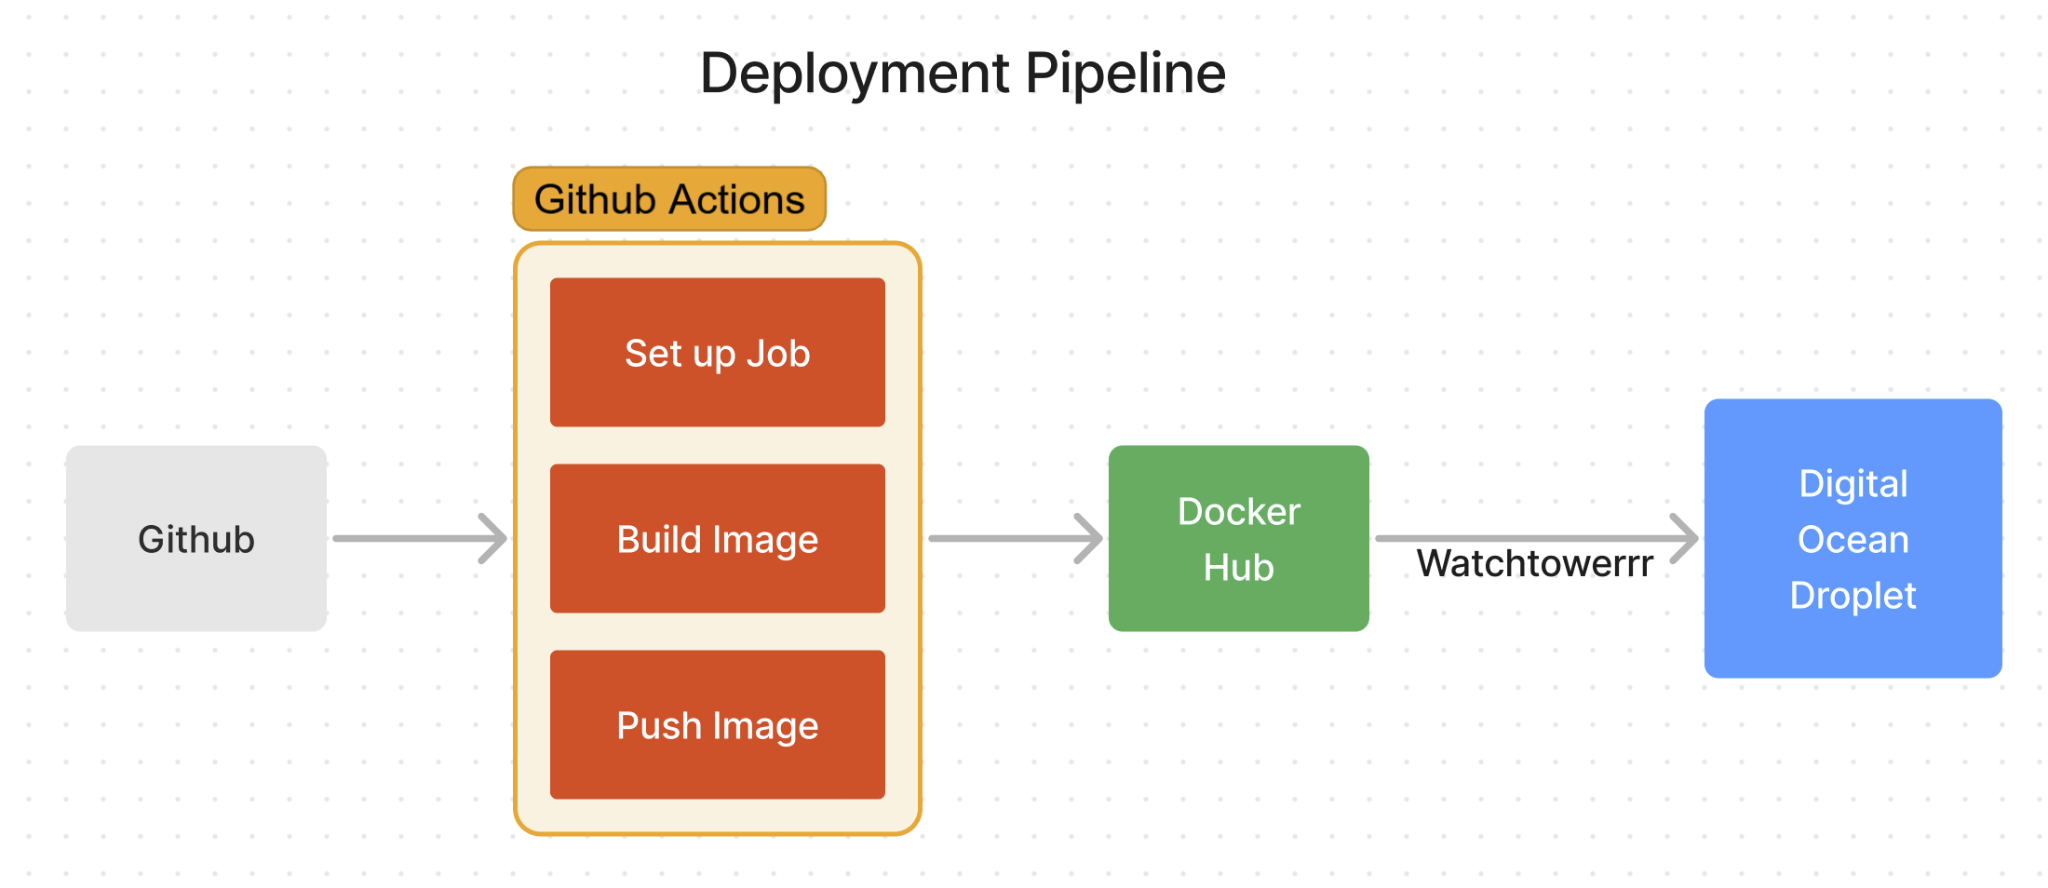 Deployment Pipeline
Github Actions
Set up Job
Github
Build Image
Push Image
Docker
Hub
Watchtowerrr
Digital
Ocean
Droplet